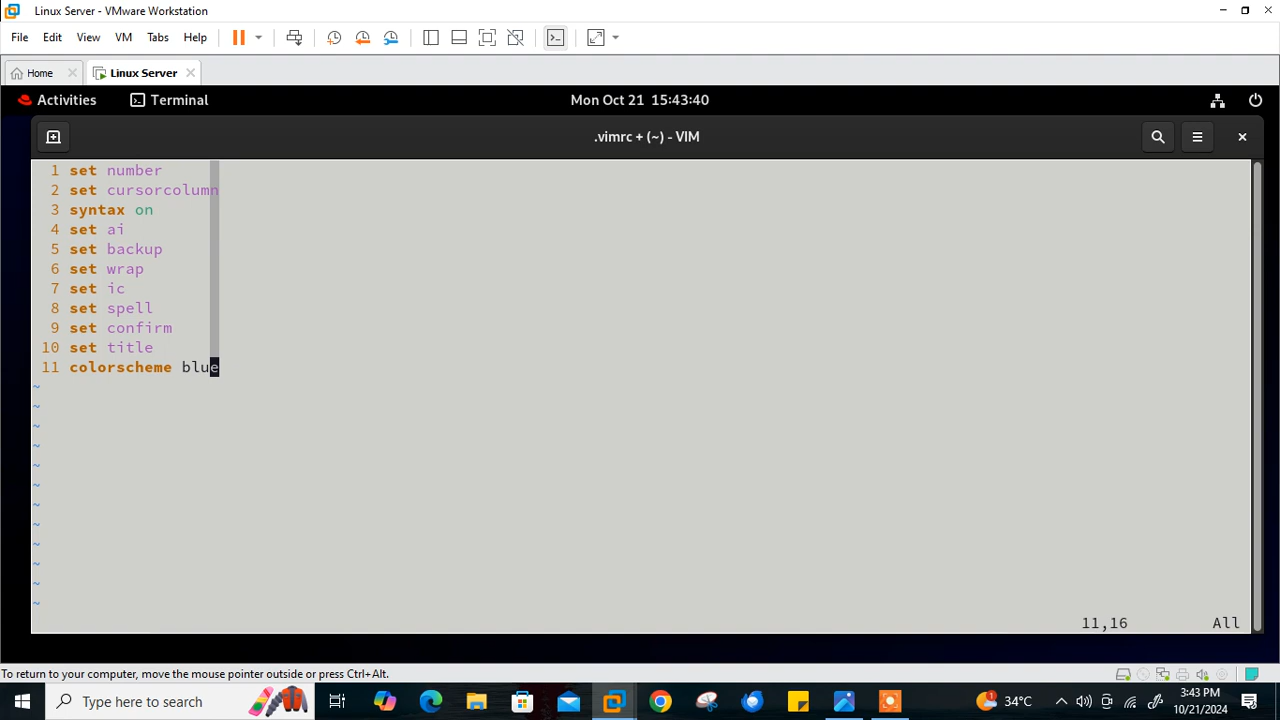 Linux Server - VMware Workstation
File Edit View VM Tabs Help
Home Linux Server
Activities Terminal Mon Oct 21 15:43:40
.vimrc + (~) - VIM
1 set number
2 set cursorcolumn
3 syntax on
4 set ai
5 set backup
6 set wrap
7 set ic
8 set spell
9 set confirm
10 set title
11 colorscheme blue
~
~
~
~
~
~
~
~
~
~
~
~
11,16 All
To return to your computer, move the mouse pointer outside or press Ctrl+Alt.
Type here to search 1 34°C 3:43 PM
10/21/2024